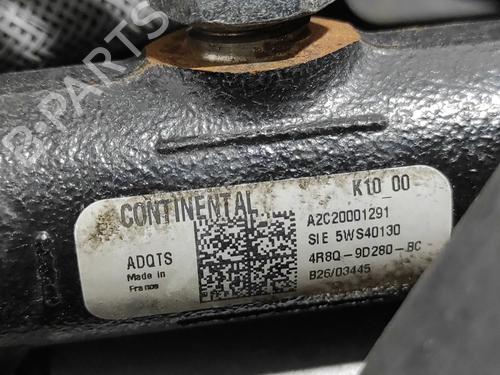 B-PARTS
CONTINENTAL
K10_00
A2C20001291
SIE 5WS40130
4R8Q-9D280-BC
B26/03445
ADQTS
Made in
France